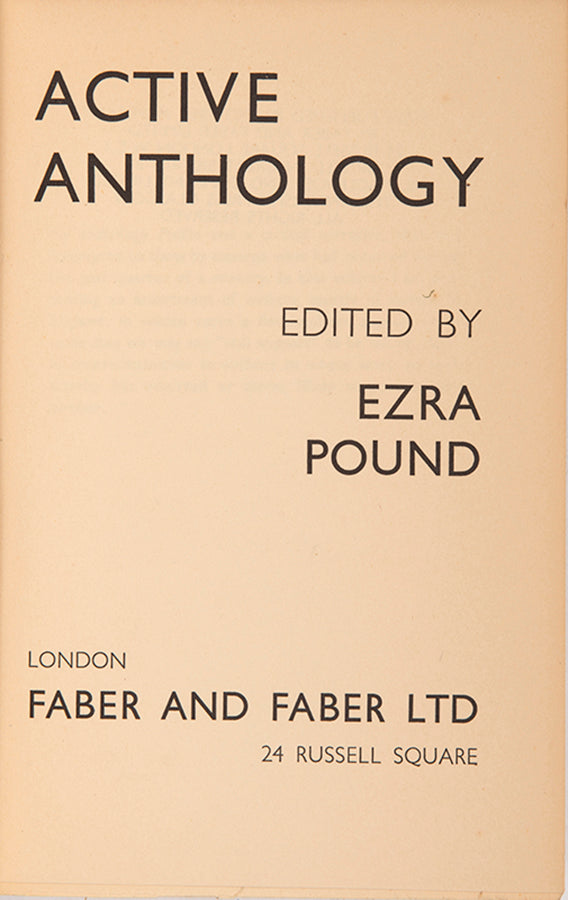 ACTIVE
ANTHOLOGY
EDITED BY
EZRA
POUND
LONDON
FABER AND FABER LTD
24 RUSSELL SQUARE